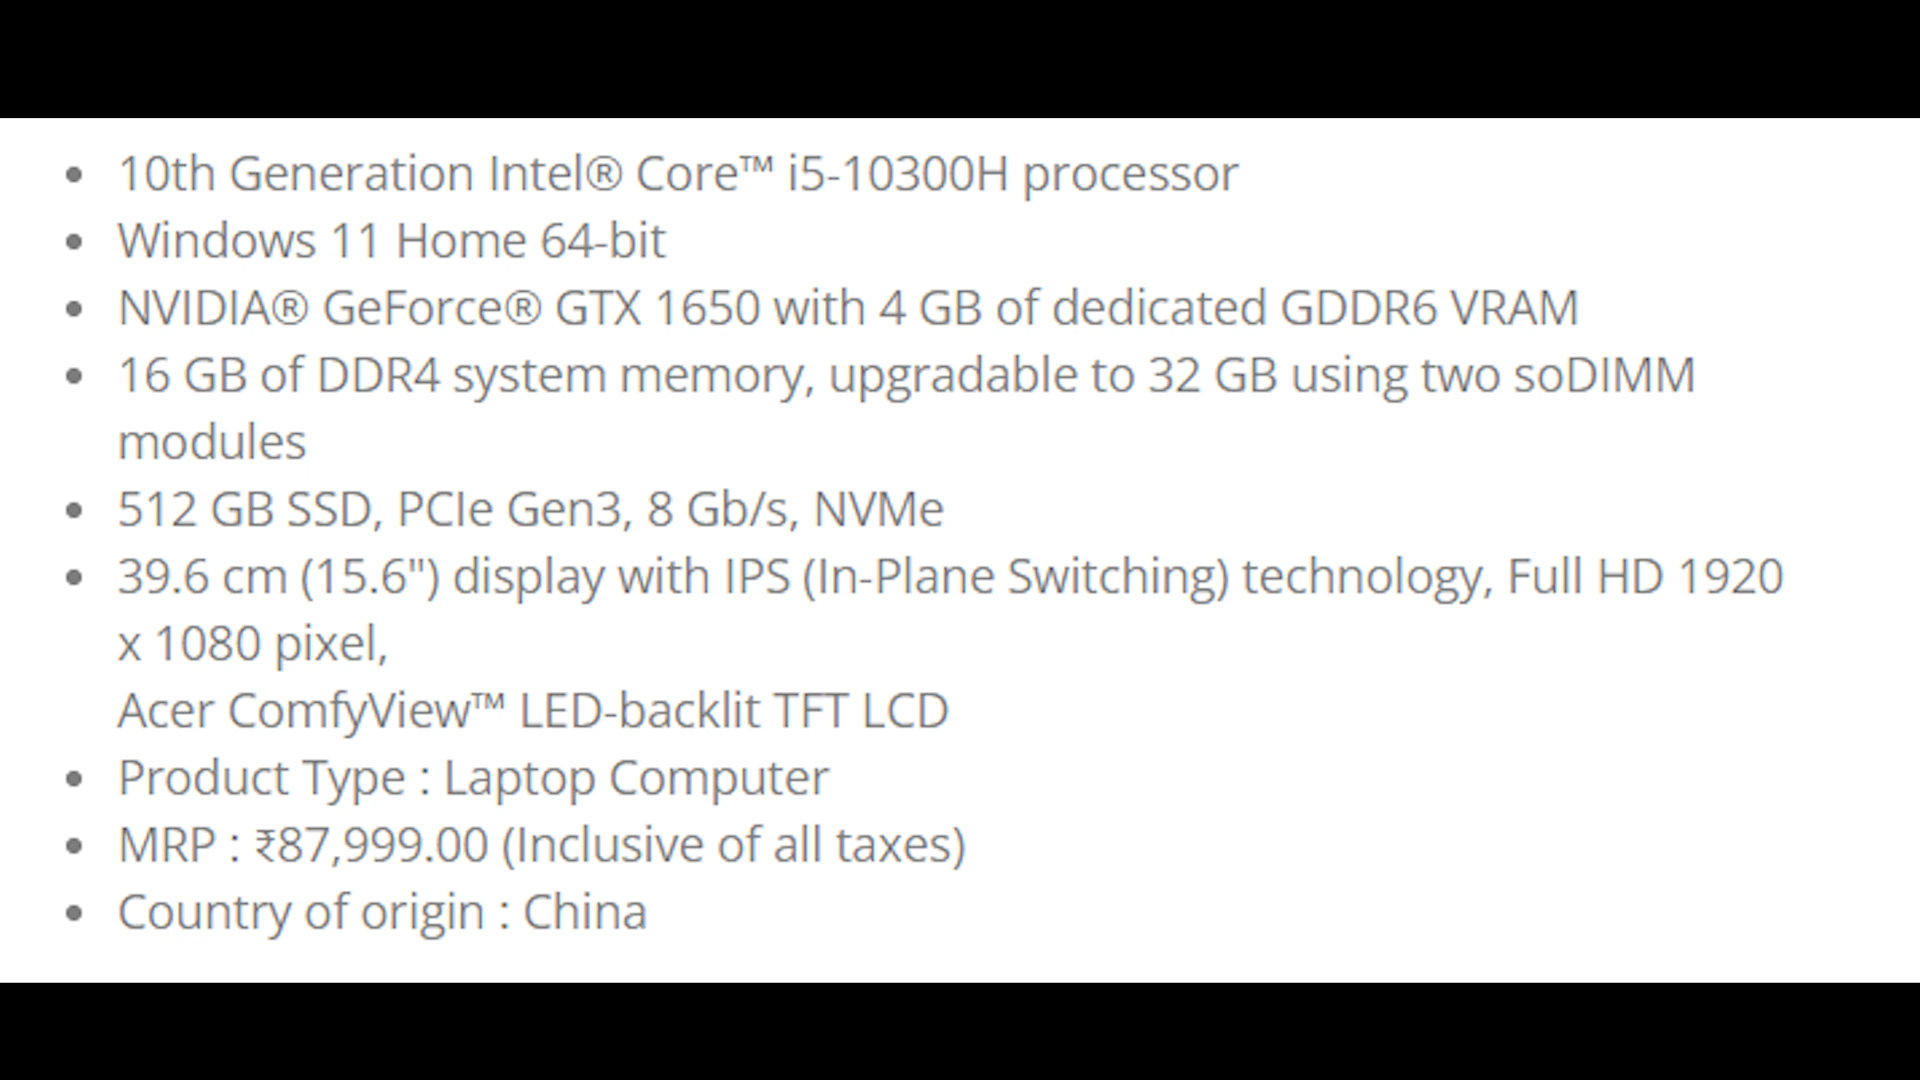 • 10th Generation Intel® Core™ i5-10300H processor
• Windows 11 Home 64-bit
• NVIDIA® GeForce® GTX 1650 with 4 GB of dedicated GDDR6 VRAM
• 16 GB of DDR4 system memory, upgradable to 32 GB using two soDIMM
modules
• 512 GB SSD, PCIe Gen3, 8 Gb/s, NVMe
• 39.6 cm (15.6") display with IPS (In-Plane Switching) technology, Full HD 1920
x 1080 pixel,
Acer ComfyView™ LED-backlit TFT LCD
• Product Type : Laptop Computer
• MRP : ₹87,999.00 (Inclusive of all taxes)
• Country of origin : China